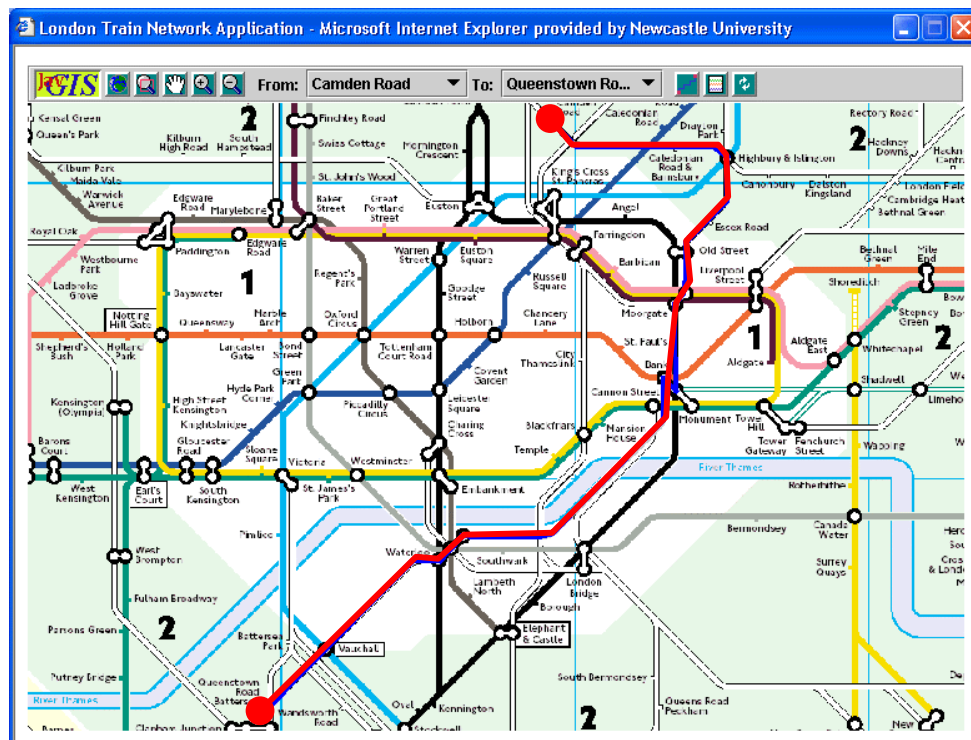 London Train Network Application - Microsoft Internet Explorer provided by Newcastle University
Jav
GIS
From:
Camden Road
To:
Queenstown Ro...
Kensal Green
Queen's Park
2
Kilburn
High Road
South
Hampstead
Finchley Road
Swiss Cottage
Mornington
Crescent
Caledonian
Road
Drayton
Park
2
Rectory Road
Hackney
Downs
Kilburn Park
Maida Vale
Warwick
Avenue
Edgware
Road
Marylebone
St. John's Wood
Baker
Street
Great
Portland
Street
Euston
King's Cross
St. Pancras
Caledonian
Road &
Barnsbury
Highbury & Islington
Canonbury
Dalston
Kingsland
London Field
Cambridge Heat
Bethnal Green
Royal Oak
Westbourne
Park
Ladbroke
Grove
Paddington
Edgware
Road
1
Regent's
Park
Warren
Street
Euston
Square
Angel
Farringdon
Barbican
Russell
Square
Essex Road
Old Street
Liverpool
Street
Moorgate
Bethnal
Green
Mile
End
Shoreditch
Bow
Stepney
Green
Bayswater
Notting
Hill Gate
Queensway
Marble
Arch
Oxford
Circus
Goodge
Street
Holborn
Chancery
Lane
St. Paul's
1
Aldgate
Aldgate
East
Whitechapel
2
Shepherd's
Bush
Holland
Park
Lancaster
Gate
Bond
Street
Green
Park
Tottenham
Court Road
Covent
Garden
City
Thameslink
Bank
Cannon Street
Shadwell
We
Limeho
Kensington
(Olympia)
High Street
Kensington
Hyde Park
Corner
Knightsbridge
Piccadilly
Circus
Leicester
Square
Charing
Cross
Blackfriars
Mansion
House
Monument
Tower
Hill
Tower
Gateway
Fenchurch
Street
Wapping
Barons
Court
Gloucester
Road
Sloane
Square
Victoria
Westminster
Temple
River Thames
Rotherhithe
West
Kensington
Earl's
Court
South
Kensington
St. James's
Park
Embankment
Pimlico
Waterloo
Southwark
Bermondsey
Canada
Water
West
Brompton
Lambeth
North
London
Bridge
Surrey
Quays
Fulham Broadway
Borough
Parsons Green
2
Battersea
Park
Vauxhall
Elephant
& Castle
Putney Bridge
Queenstown
Road
South Bermondsey
River Thames
Wandsworth
Road
Oval
Kennington
2
Queens Road
Peckham
New
Clapham Junction
Stockwell